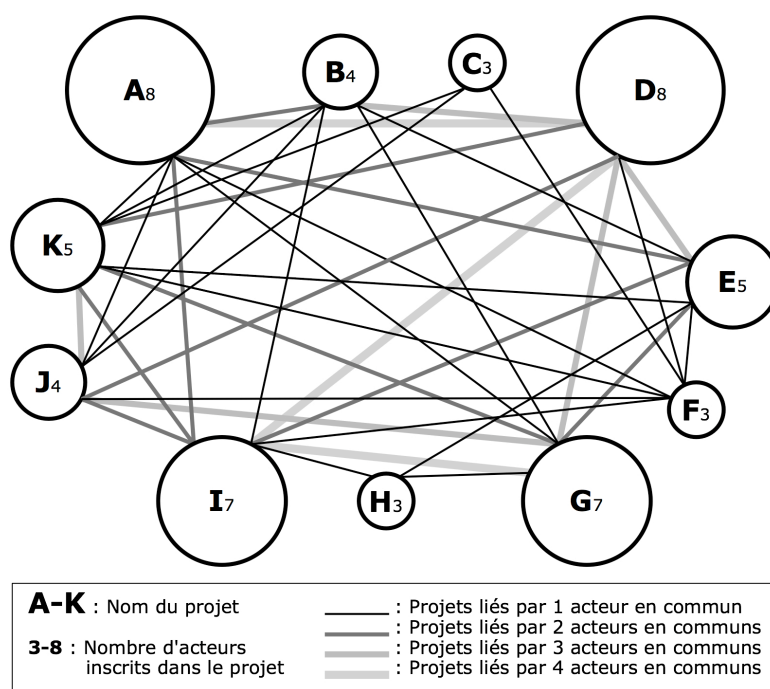 A8
B4
C3
D8
K5
E5
J4
F3
I7
H3
G7
A-K : Nom du projet
3-8 : Nombre d'acteurs
inscrits dans le projet
: Projets liés par 1 acteur en commun
: Projets liés par 2 acteurs en communs
: Projets liés par 3 acteurs en communs
: Projets liés par 4 acteurs en communs